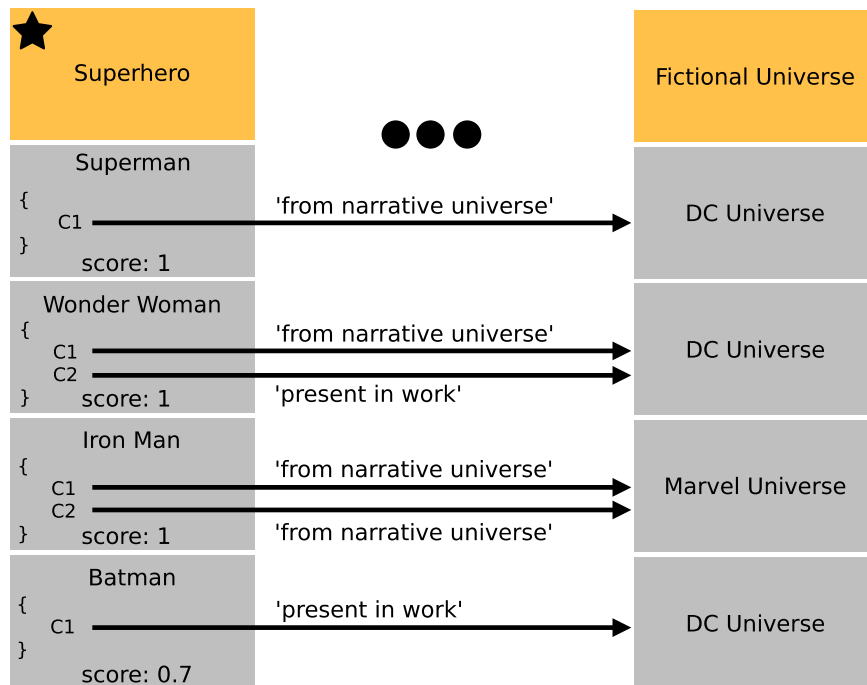 Superhero
Fictional Universe
Superman
{
C1
}
score: 1
'from narrative universe'
DC Universe
Wonder Woman
{
C1
C2
}
score: 1
'from narrative universe'
'present in work'
DC Universe
Iron Man
{
C1
C2
}
score: 1
'from narrative universe'
'from narrative universe'
Marvel Universe
Batman
{
C1
}
score: 0.7
'present in work'
DC Universe